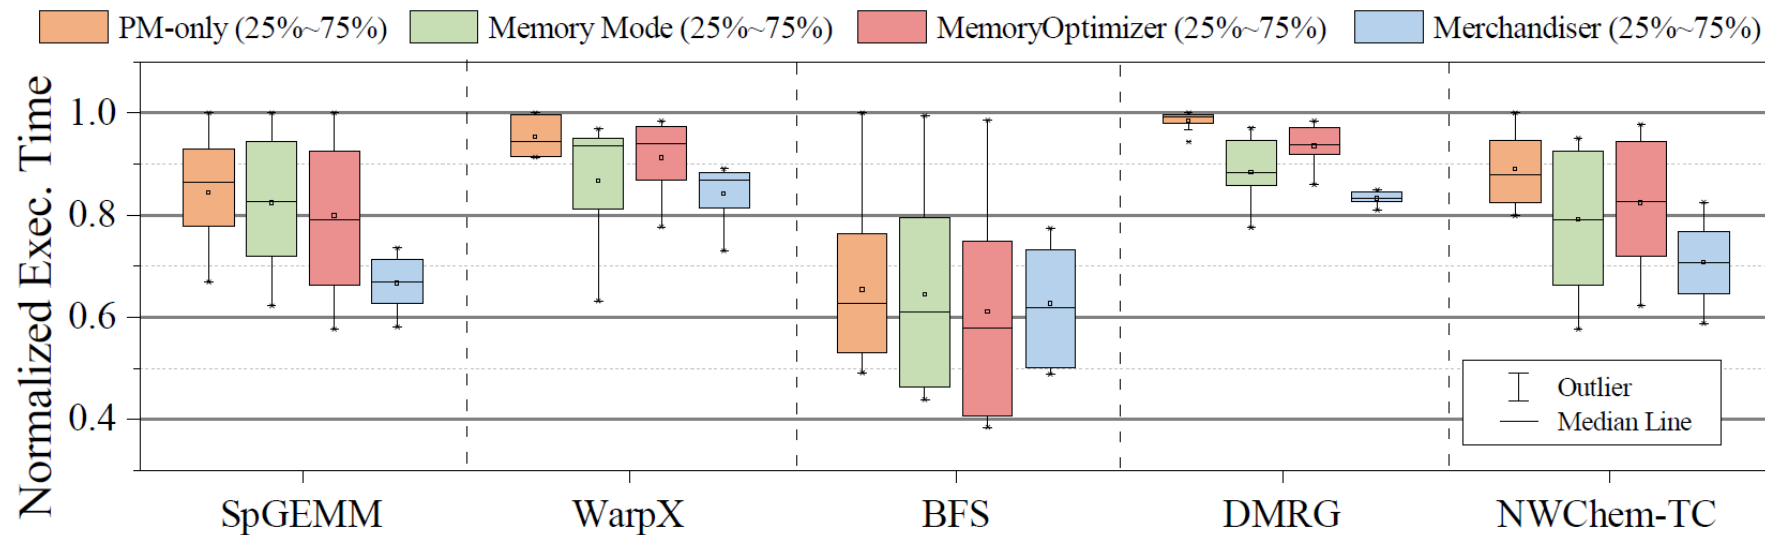 PM-only (25%~75%) Memory Mode (25%~75%) MemoryOptimizer (25%~75%) Merchandiser (25%~75%)
Normalized Exec. Time
1.0
0.8
0.6
0.4
Outlier
Median Line
SpGEMM WarpX BFS DMRG NWChem-TC